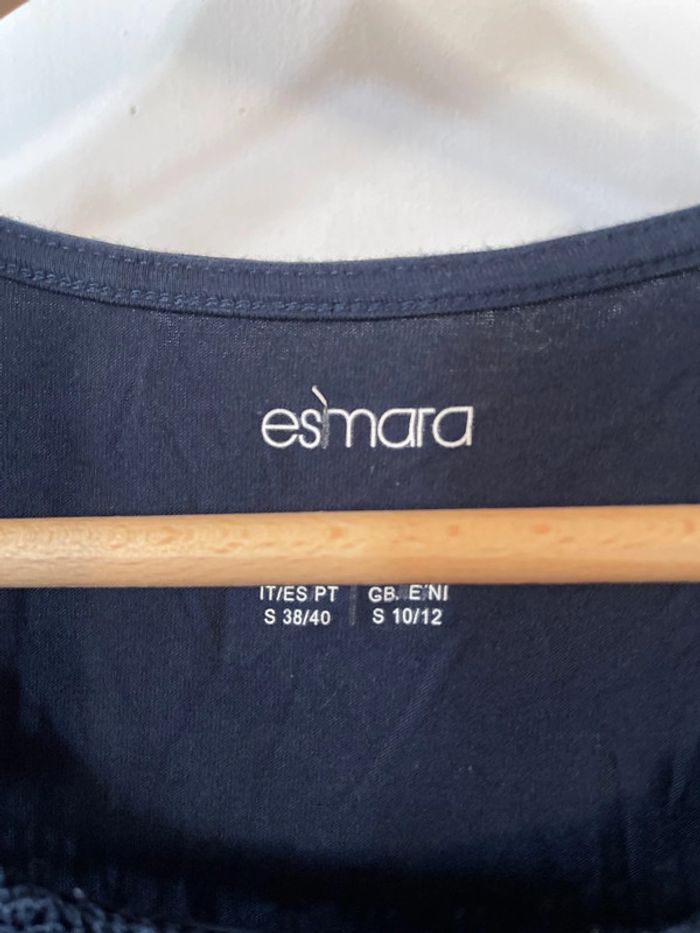 esmara
IT/ES/PT GB/IE/NI
S 38/40 S 10/12